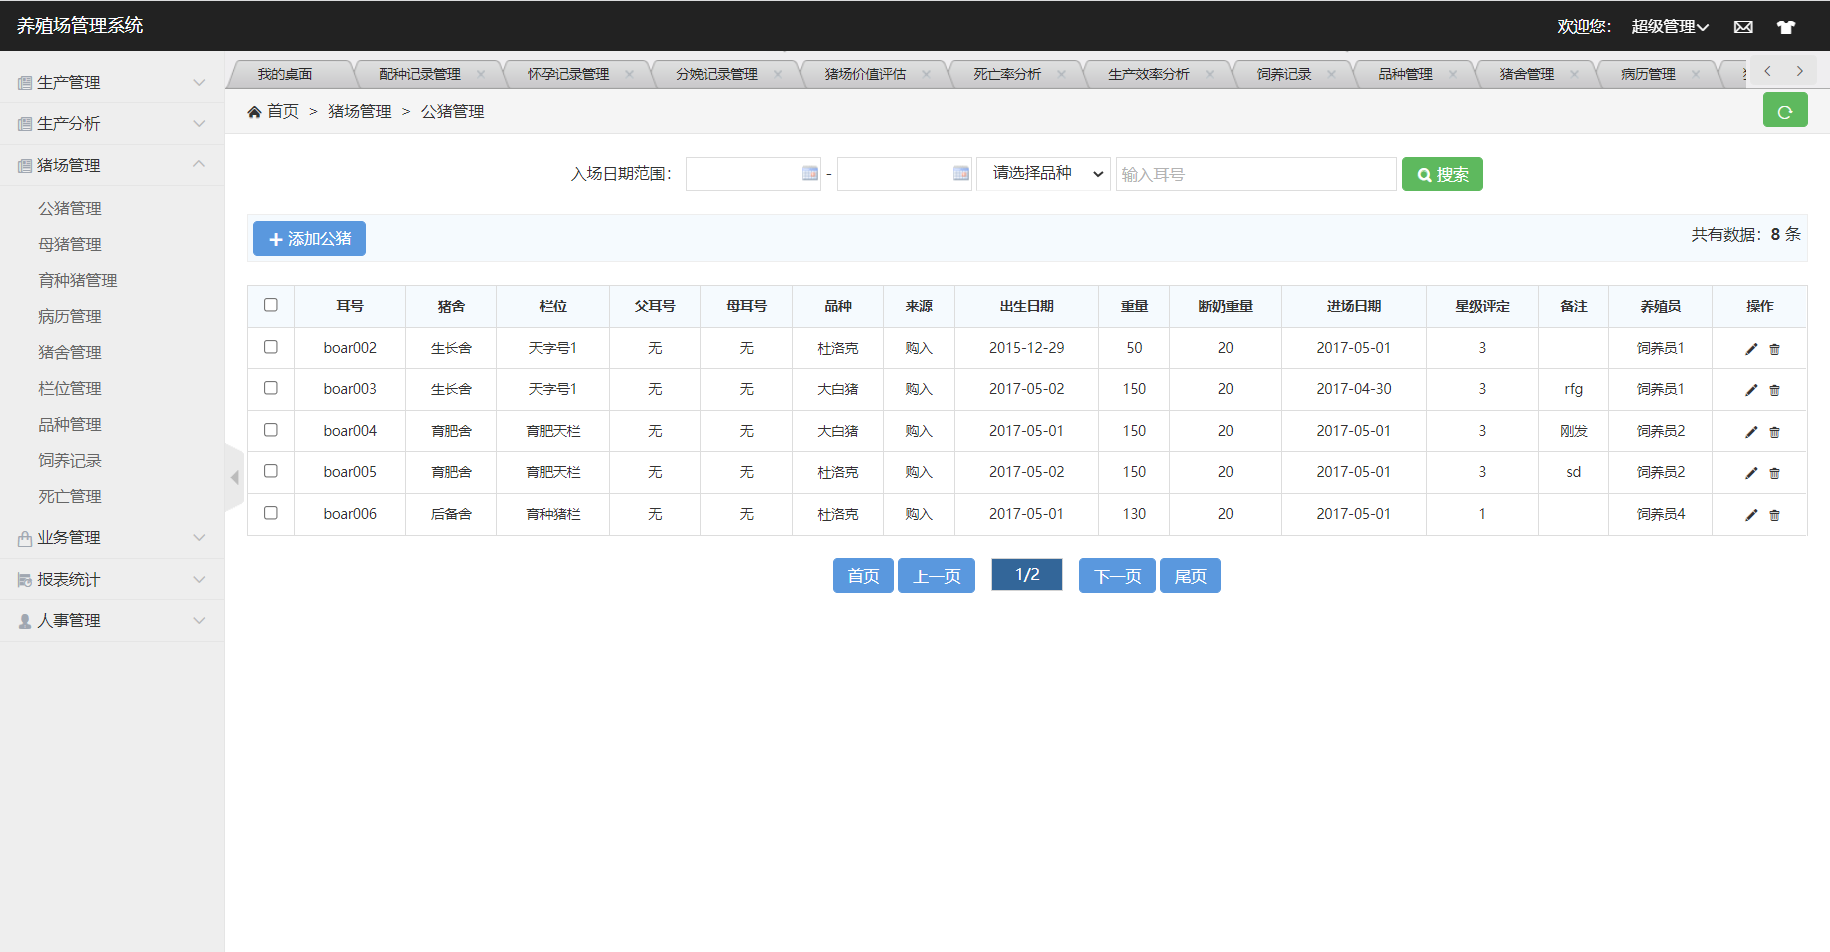 养殖场管理系统
欢迎您： 超级管理
生产管理
生产分析
猪场管理
公猪管理
母猪管理
育种猪管理
病历管理
猪舍管理
栏位管理
品种管理
饲养记录
死亡管理
业务管理
报表统计
人事管理
我的桌面 配种记录管理 怀孕记录管理 分娩记录管理 猪场价值评估 死亡率分析 生产效率分析 饲养记录 品种管理 猪舍管理 病历管理
首页 > 猪场管理 > 公猪管理
入场日期范围： - 请选择品种 输入耳号 搜索
添加公猪 共有数据：8 条
耳号 猪舍 栏位 父耳号 母耳号 品种 来源 出生日期 重量 断奶重量 进场日期 星级评定 备注 养殖员 操作
boar002 生长舍 天字号1 无 无 杜洛克 购入 2015-12-29 50 20 2017-05-01 3 饲养员1
boar003 生长舍 天字号1 无 无 大白猪 购入 2017-05-02 150 20 2017-04-30 3 rfg 饲养员1
boar004 育肥舍 育肥天栏 无 无 大白猪 购入 2017-05-01 150 20 2017-05-01 3 刚发 饲养员2
boar005 育肥舍 育肥天栏 无 无 杜洛克 购入 2017-05-02 150 20 2017-05-01 3 sd 饲养员2
boar006 后备舍 育种猪栏 无 无 杜洛克 购入 2017-05-01 130 20 2017-05-01 1 饲养员4
首页 上一页 1/2 下一页 尾页